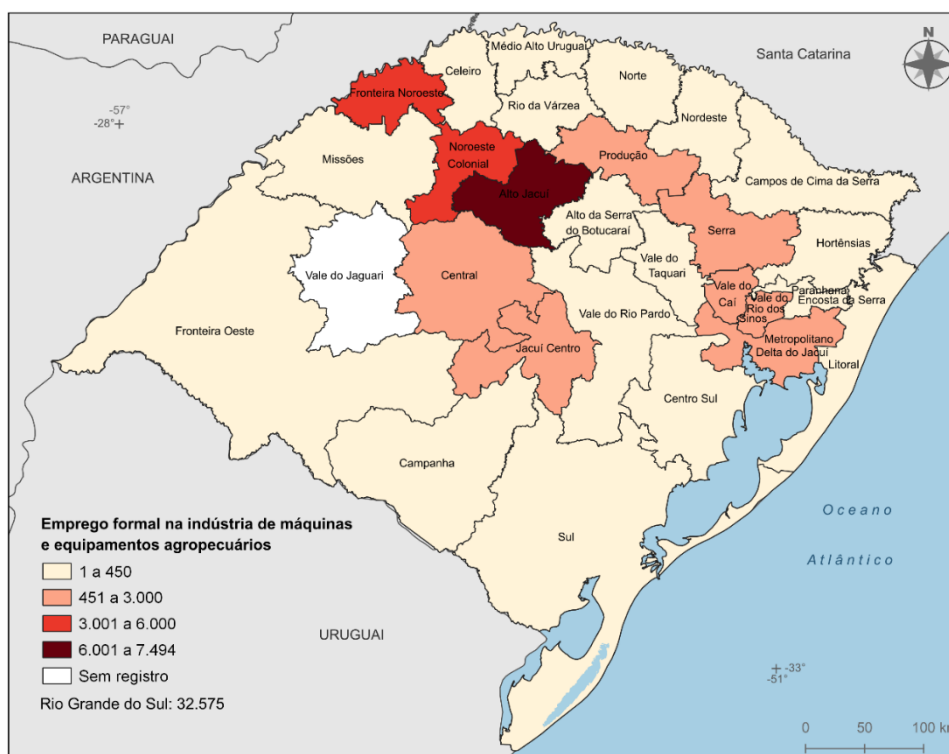 PARAGUAI
Santa Catarina
N
Médio Alto Uruguai
Celeiro
Norte
Fronteira Noroeste
Rio da Várzea
-57°
-28°
Nordeste
Noroeste
Colonial
Missões
Produção
ARGENTINA
Campos de Cima da Serra
Alto Jacuí
Alto da Serra
do Botucaraí
Serra
Hortênsias
Vale do
Taquari
Vale do Jaguari
Central
Vale do
Caí
Paranhana
Encosta da Serra
Vale do
Rio dos
Sinos
Vale do Rio Pardo
Fronteira Oeste
Metropolitano
Delta do Jacuí
Jacuí Centro
Litoral
Centro Sul
Campanha
Sul
Oceano
Atlântico
Emprego formal na indústria de máquinas
e equipamentos agropecuários
1 a 450
451 a 3.000
3.001 a 6.000
6.001 a 7.494
Sem registro
Rio Grande do Sul: 32.575
URUGUAI
-33°
-51°
0 50 100 km